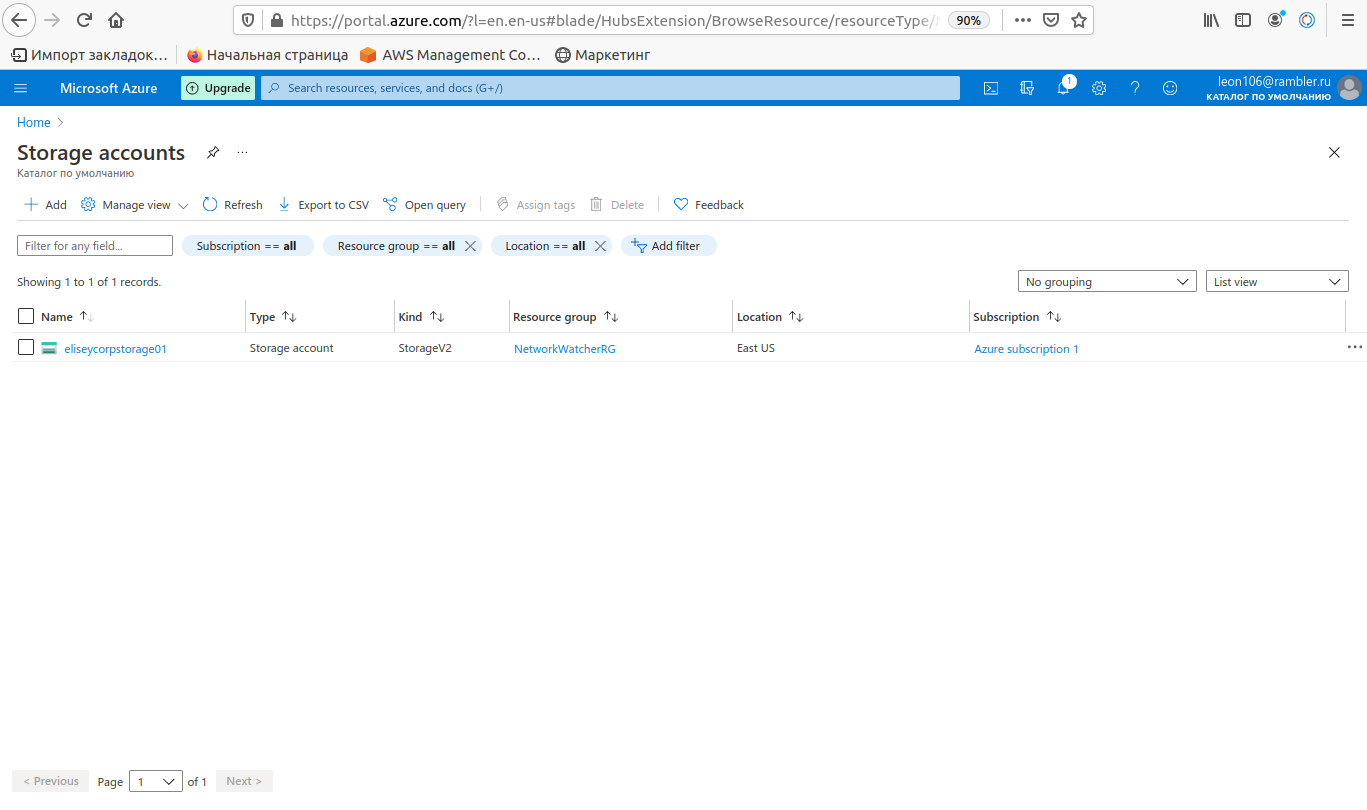 https://portal.azure.com/?l=en.en-us#blade/HubsExtension/BrowseResource/resourceType/
90%
Импорт закладок… Начальная страница AWS Management Co… Маркетинг
Microsoft Azure Upgrade Search resources, services, and docs (G+/) 1 leon106@rambler.ru
КАТАЛОГ ПО УМОЛЧАНИЮ
Home >
Storage accounts ...
Каталог по умолчанию
Add Manage view Refresh Export to CSV Open query Assign tags Delete Feedback
Filter for any field... Subscription == all Resource group == all Location == all Add filter
Showing 1 to 1 of 1 records. No grouping List view
Name Type Kind Resource group Location Subscription
eliseycorpstorage01 Storage account StorageV2 NetworkWatcherRG East US Azure subscription 1
< Previous Page 1 of 1 Next >